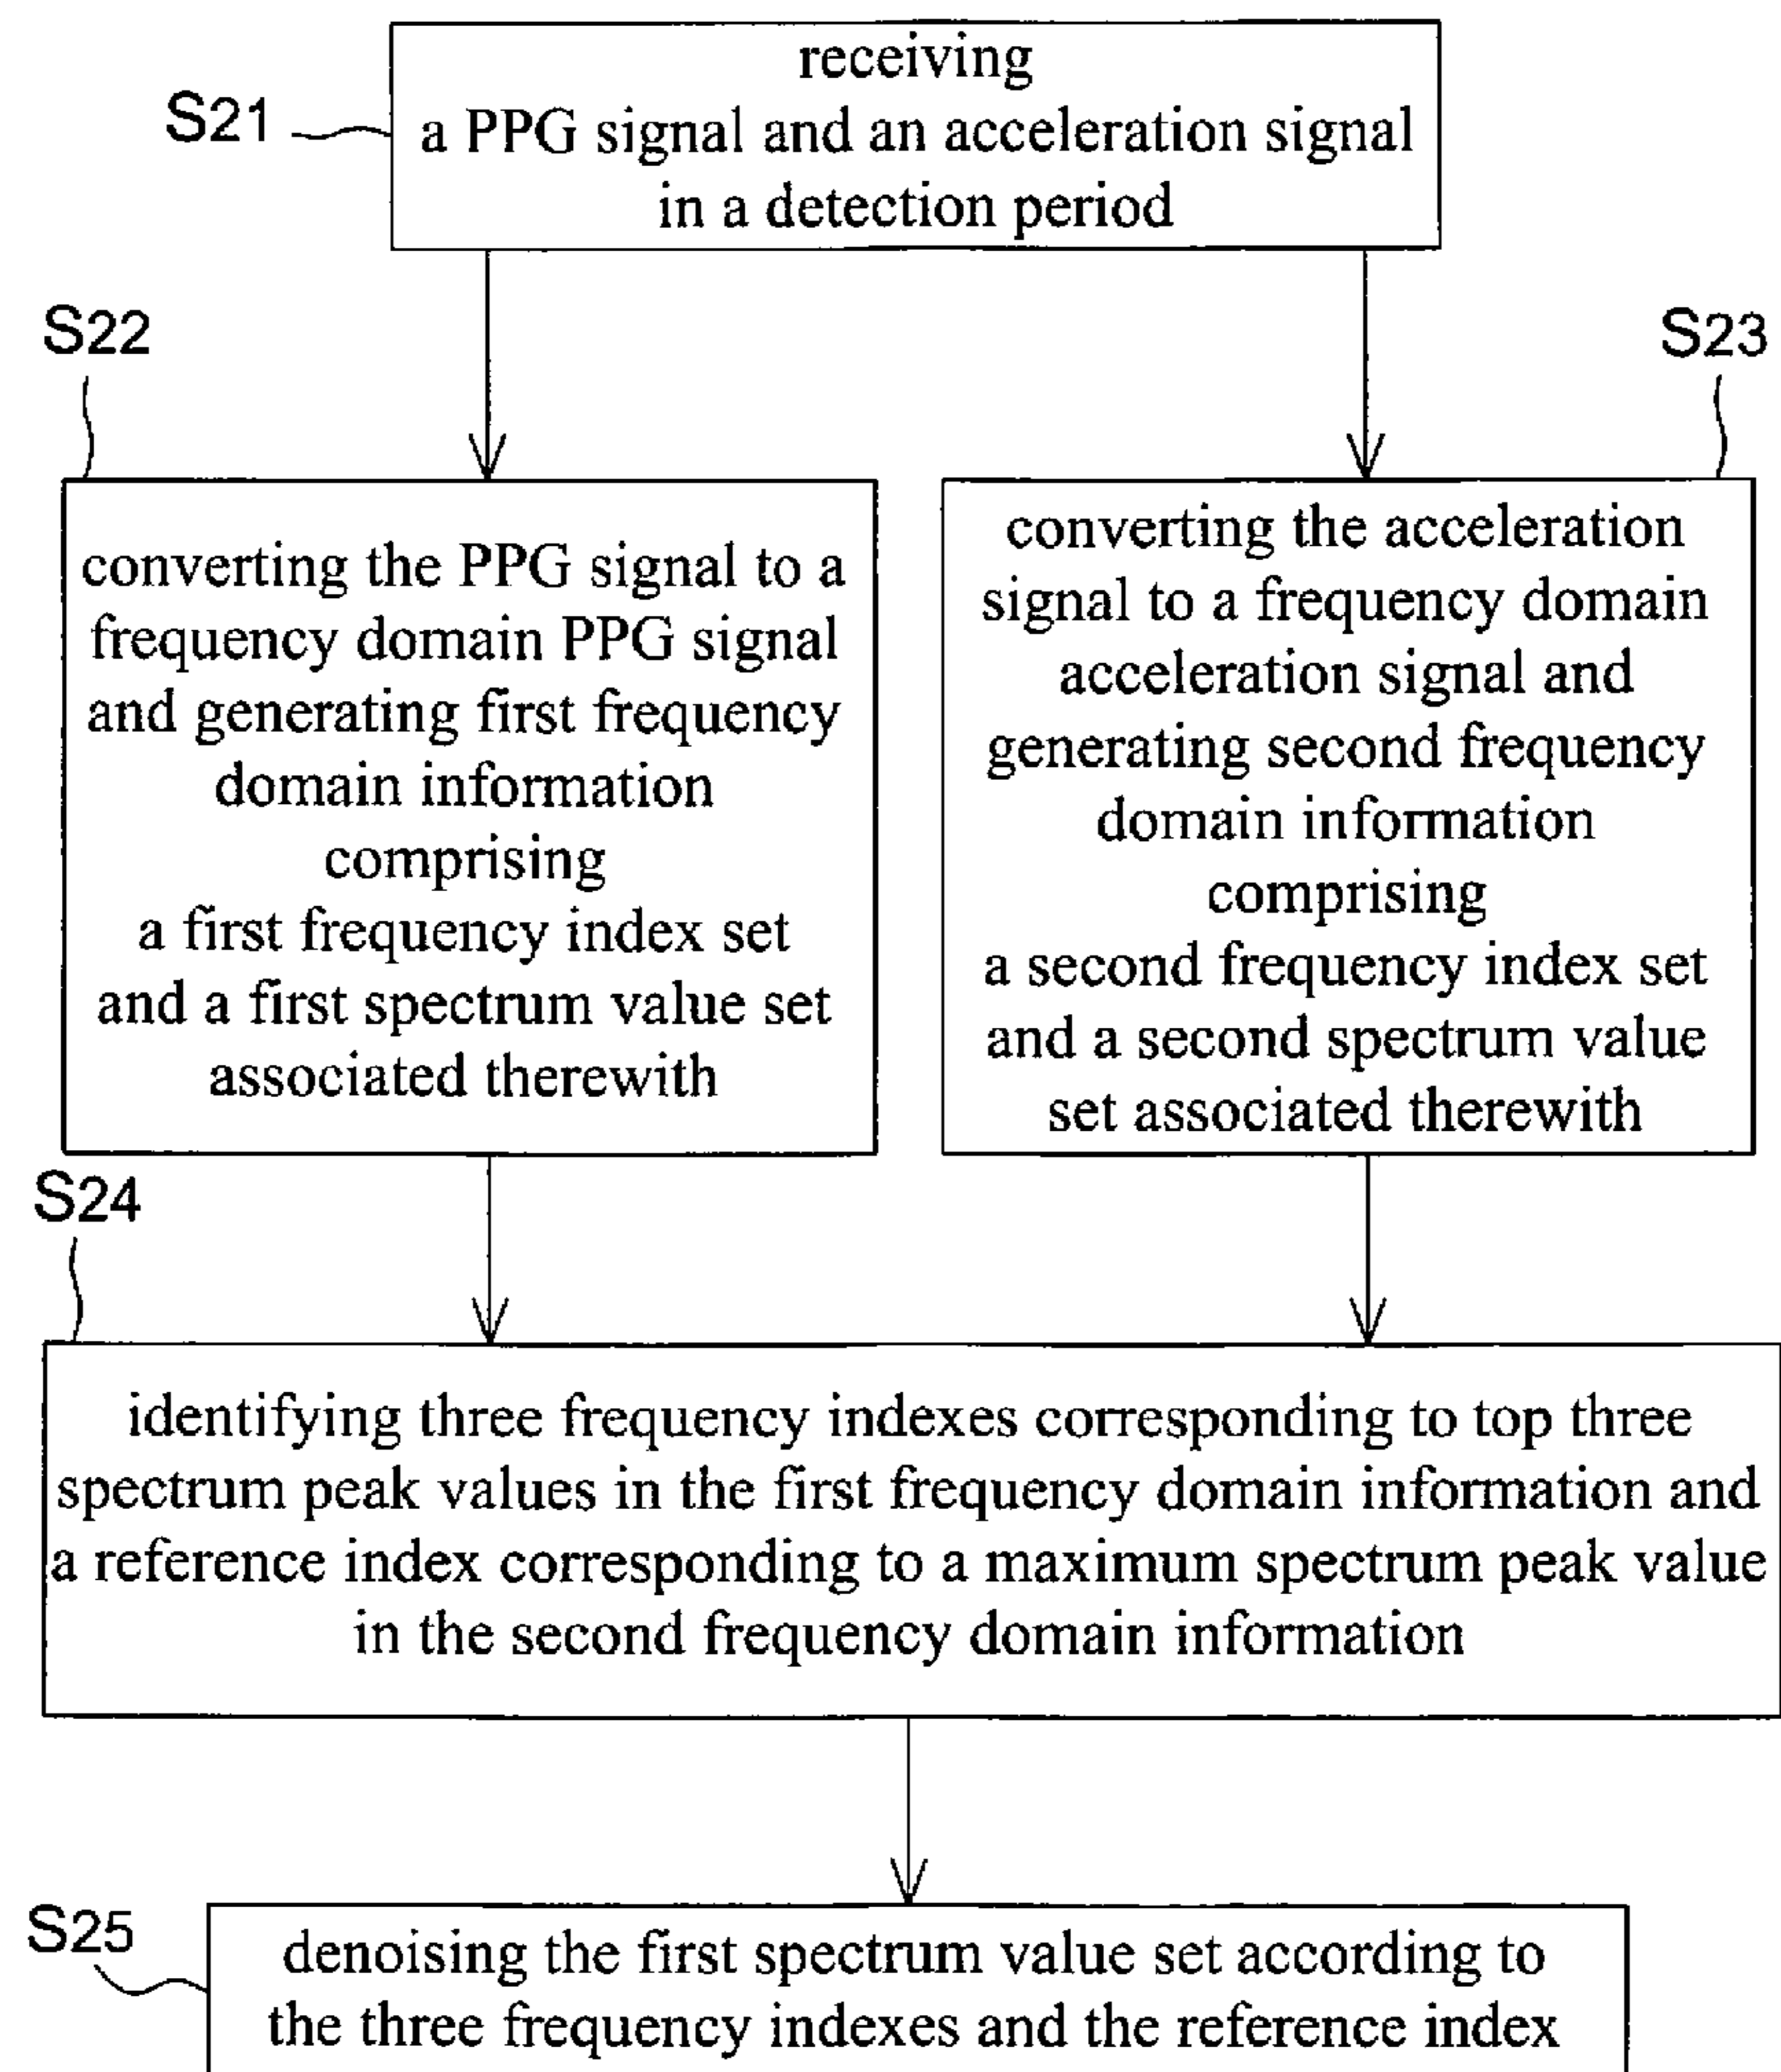 S21
receiving
a PPG signal and an acceleration signal
in a detection period
S22
converting the PPG signal to a
frequency domain PPG signal
and generating first frequency
domain information
comprising
a first frequency index set
and a first spectrum value set
associated therewith
S23
converting the acceleration
signal to a frequency domain
acceleration signal and
generating second frequency
domain information
comprising
a second frequency index set
and a second spectrum value
set associated therewith
S24
identifying three frequency indexes corresponding to top three
spectrum peak values in the first frequency domain information and
a reference index corresponding to a maximum spectrum peak value
in the second frequency domain information
S25
denoising the first spectrum value set according to
the three frequency indexes and the reference index